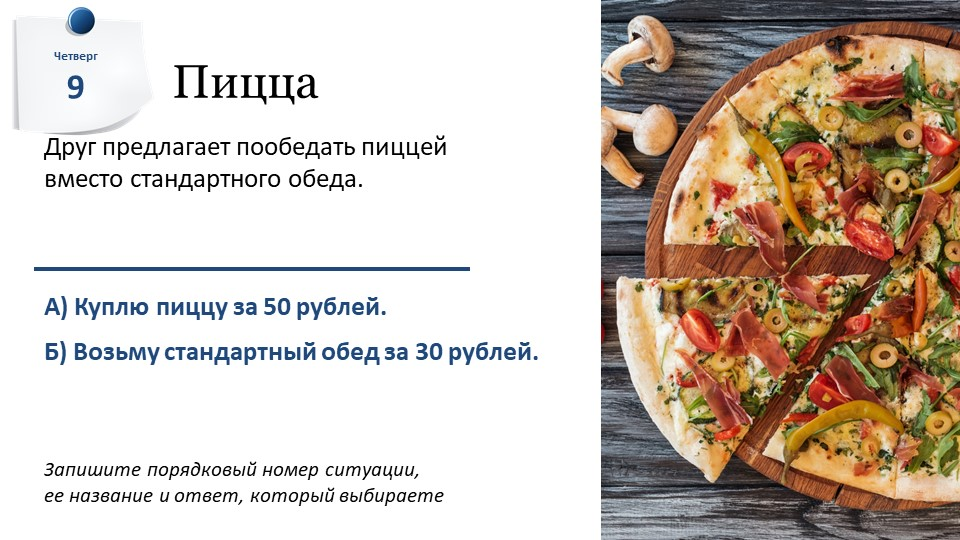 Четверг
9
Пицца
Друг предлагает пообедать пиццей
вместо стандартного обеда.
А) Куплю пиццу за 50 рублей.
Б) Возьму стандартный обед за 30 рублей.
Запишите порядковый номер ситуации,
ее название и ответ, который выбираете